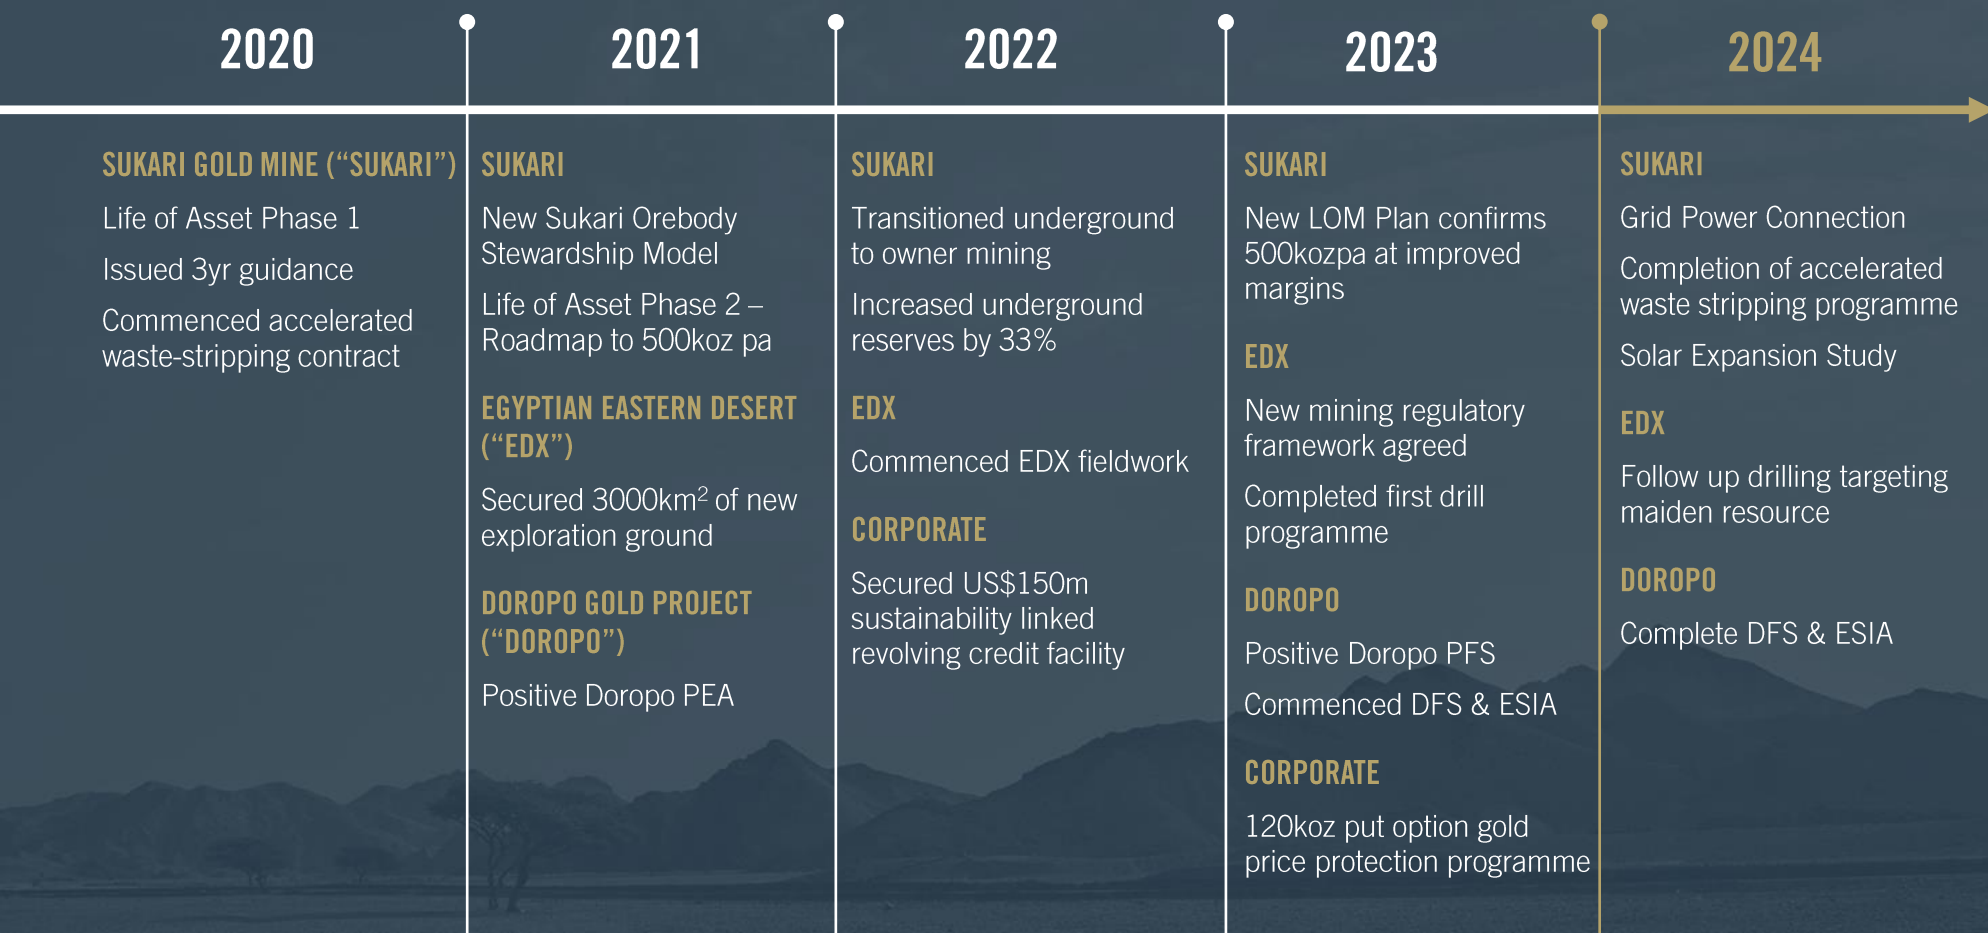 2020
SUKARI GOLD MINE (“SUKARI”)
Life of Asset Phase 1
Issued 3yr guidance
Commenced accelerated
waste-stripping contract
2021
SUKARI
New Sukari Orebody
Stewardship Model
Life of Asset Phase 2 –
Roadmap to 500koz pa
EGYPTIAN EASTERN DESERT
(“EDX”)
Secured 3000km² of new
exploration ground
DOROPO GOLD PROJECT
(“DOROPO”)
Positive Doropo PEA
2022
SUKARI
Transitioned underground
to owner mining
Increased underground
reserves by 33%
EDX
Commenced EDX fieldwork
CORPORATE
Secured US$150m
sustainability linked
revolving credit facility
2023
SUKARI
New LOM Plan confirms
500kozpa at improved
margins
EDX
New mining regulatory
framework agreed
Completed first drill
programme
DOROPO
Positive Doropo PFS
Commenced DFS & ESIA
CORPORATE
120koz put option gold
price protection programme
2024
SUKARI
Grid Power Connection
Completion of accelerated
waste stripping programme
Solar Expansion Study
EDX
Follow up drilling targeting
maiden resource
DOROPO
Complete DFS & ESIA